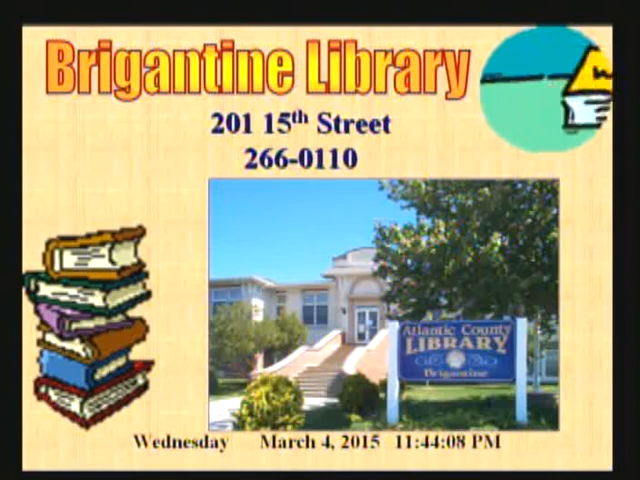 Brigantine Library
201 15th Street
266-0110
Atlantic County
LIBRARY
Brigantine
Wednesday March 4, 2015 11:44:08 PM